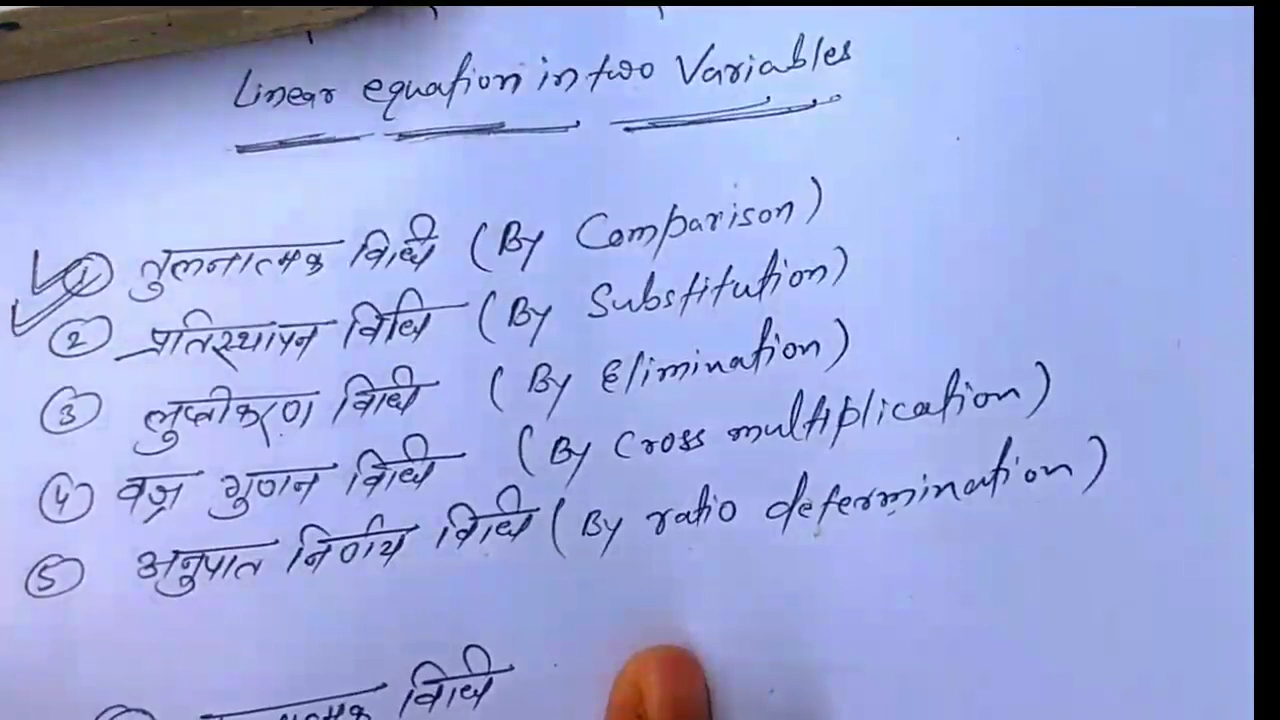 Linear equation in two Variables
① तुलनात्मक विधि (By Comparison)
② प्रतिस्थापन विधि (By Substitution)
③ लुप्तीकरण विधि (By Elimination)
④ वज्र गुणन विधि (By Cross multiplication)
⑤ अनुपात निर्णय विधि (By ratio determination)
विधि